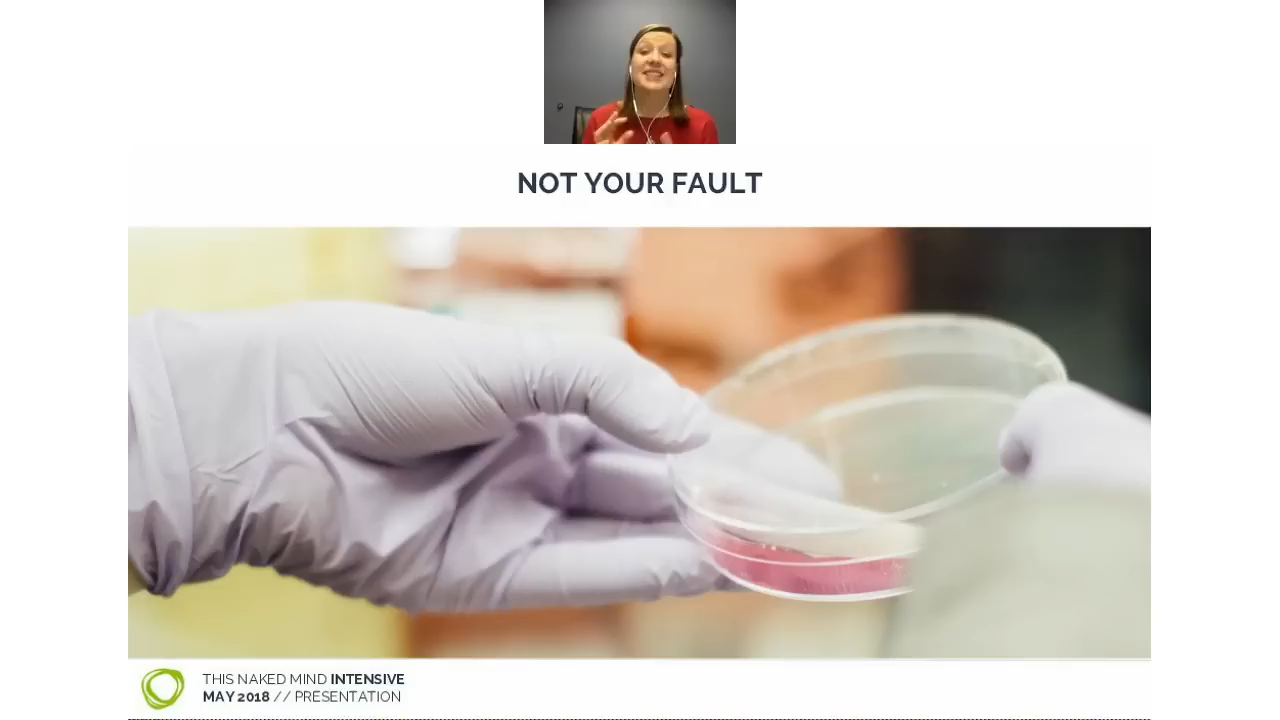 NOT YOUR FAULT
THIS NAKED MIND INTENSIVE
MAY 2018 // PRESENTATION